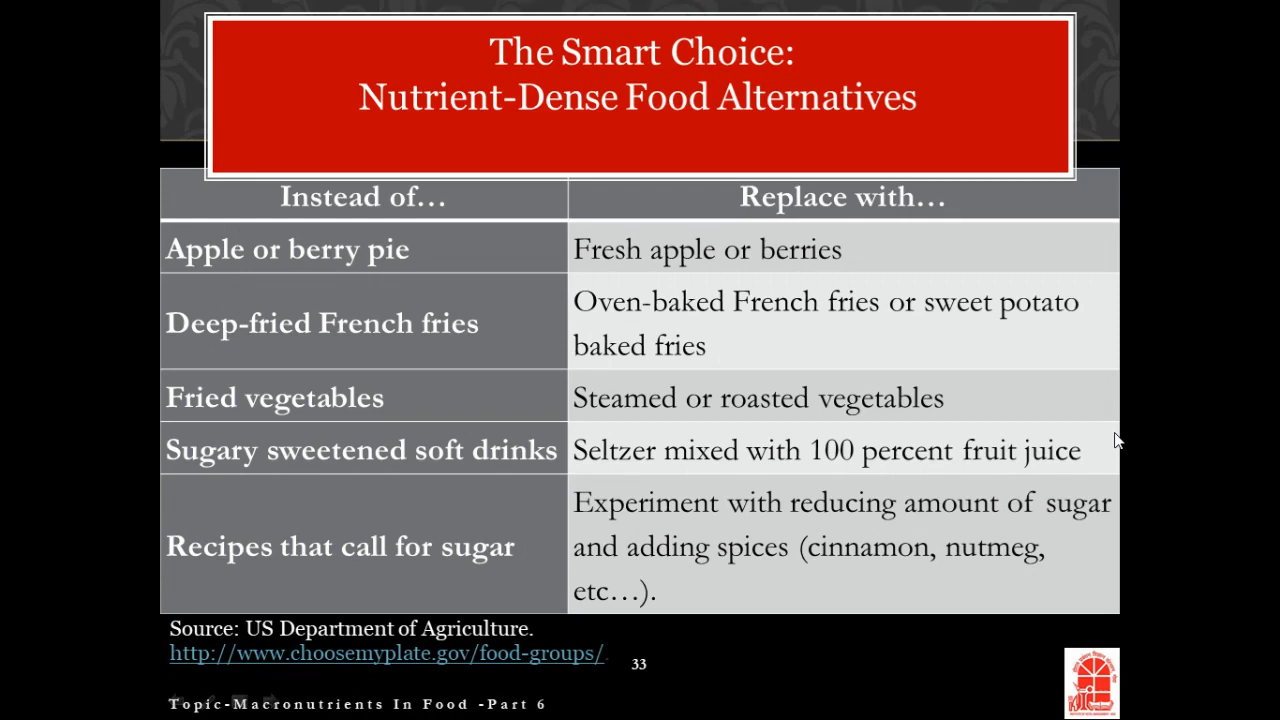 The Smart Choice:
Nutrient-Dense Food Alternatives
Instead of…
Replace with…
Apple or berry pie
Fresh apple or berries
Deep-fried French fries
Oven-baked French fries or sweet potato
baked fries
Fried vegetables
Steamed or roasted vegetables
Sugary sweetened soft drinks
Seltzer mixed with 100 percent fruit juice
Recipes that call for sugar
Experiment with reducing amount of sugar
and adding spices (cinnamon, nutmeg,
etc…).
Source: US Department of Agriculture.
http://www.choosemyplate.gov/food-groups/.
33
Topic-Macronutrients In Food -Part 6